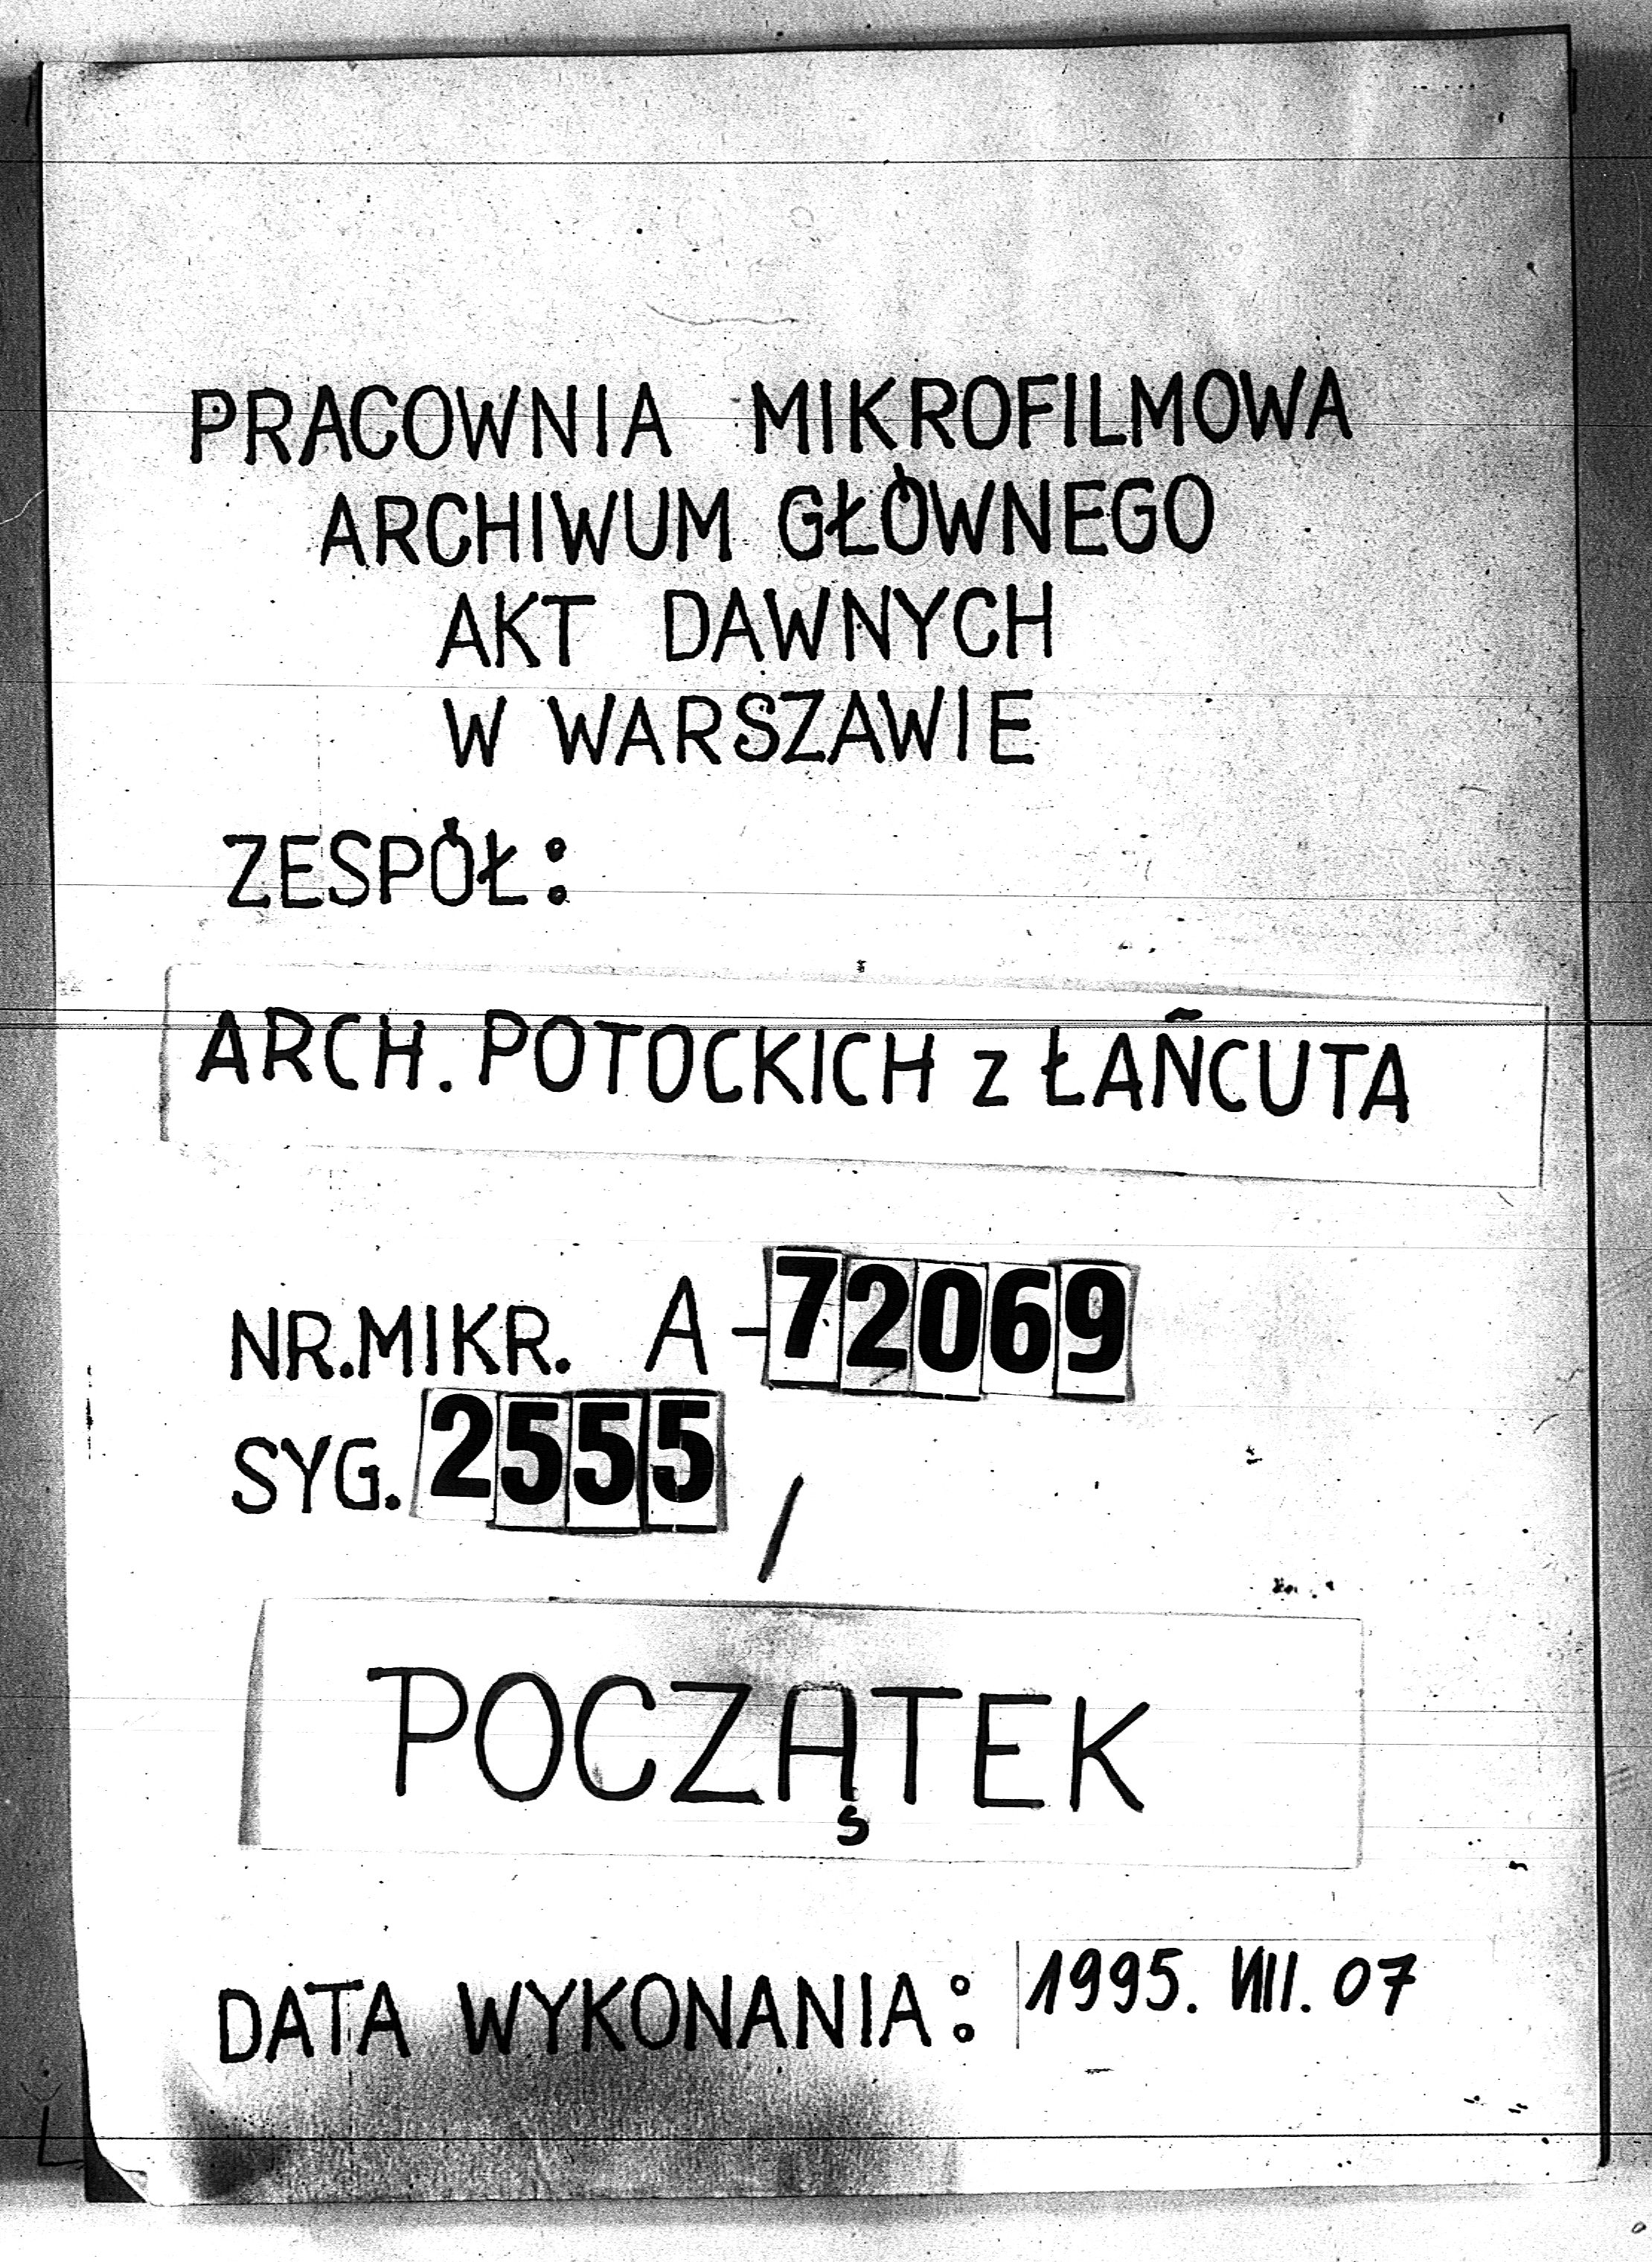 PRACOWNIA MIKROFILMOWA
ARCHIWUM GŁÓWNEGO
AKT DAWNYCH
W WARSZAWIE
ZESPÓŁ:
ARCH. POTOCKICH z ŁAŃCUTA
NR.MIKR. A-72069
SYG. 2555 /
POCZĄTEK
DATA WYKONANIA: 1995. VIII. 07